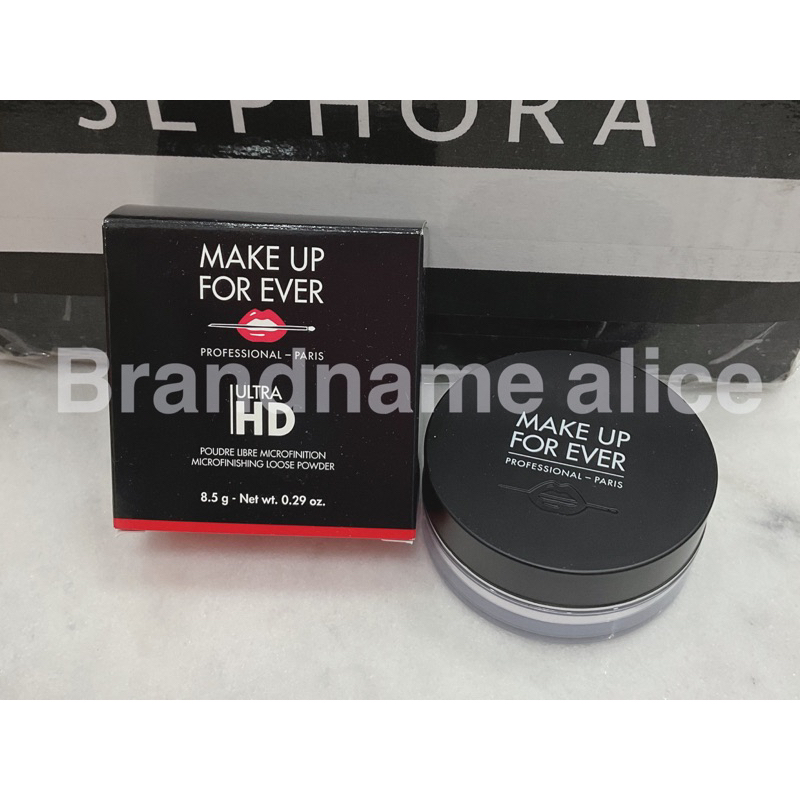 SEPHORA
MAKE UP
FOR EVER
PROFESSIONAL – PARIS
ULTRA
HD
POUDRE LIBRE MICROFINITION
MICROFINISHING LOOSE POWDER
8.5 g - Net wt. 0.29 oz.
Brandname alice
MAKE UP
FOR EVER
PROFESSIONAL – PARIS